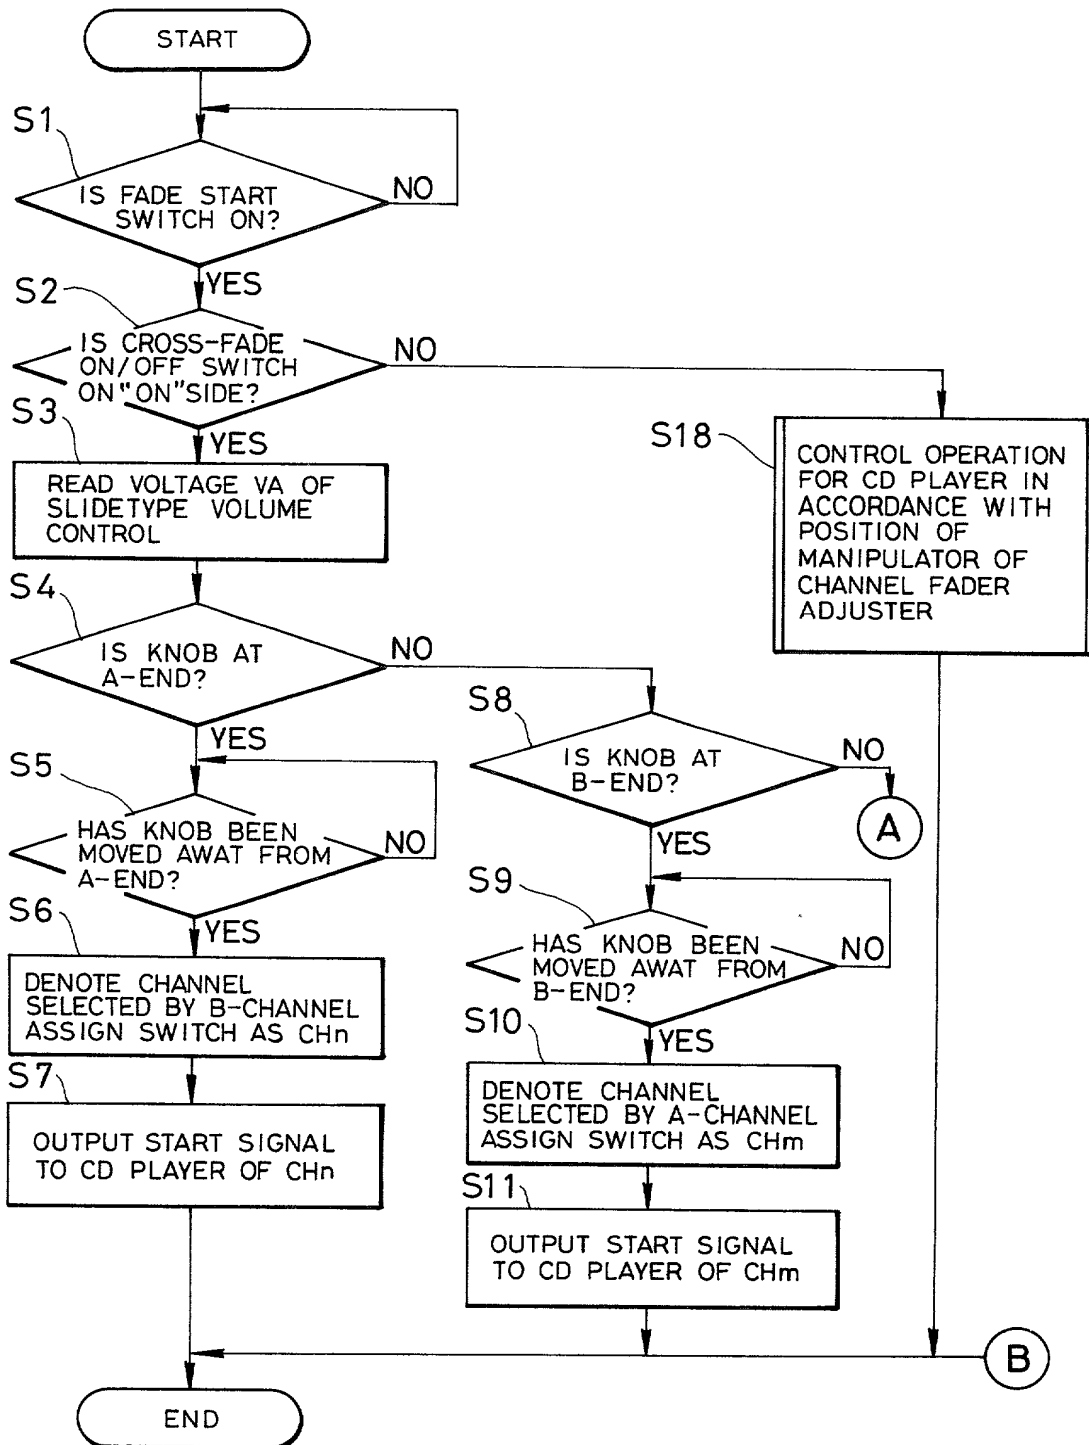 START
S1
IS FADE START
SWITCH ON?
NO
YES
S2
IS CROSS-FADE
ON/OFF SWITCH
ON "ON" SIDE?
NO
YES
S3
READ VOLTAGE VA OF
SLIDETYPE VOLUME
CONTROL
S18
CONTROL OPERATION
FOR CD PLAYER IN
ACCORDANCE WITH
POSITION OF
MANIPULATOR OF
CHANNEL FADER
ADJUSTER
S4
IS KNOB AT
A-END?
NO
YES
S5
HAS KNOB BEEN
MOVED AWAT FROM
A-END?
NO
YES
S6
DENOTE CHANNEL
SELECTED BY B-CHANNEL
ASSIGN SWITCH AS CHn
S7
OUTPUT START SIGNAL
TO CD PLAYER OF CHn
S8
IS KNOB AT
B-END?
NO
A
YES
S9
HAS KNOB BEEN
MOVED AWAT FROM
B-END?
NO
YES
S10
DENOTE CHANNEL
SELECTED BY A-CHANNEL
ASSIGN SWITCH AS CHm
S11
OUTPUT START SIGNAL
TO CD PLAYER OF CHm
B
END